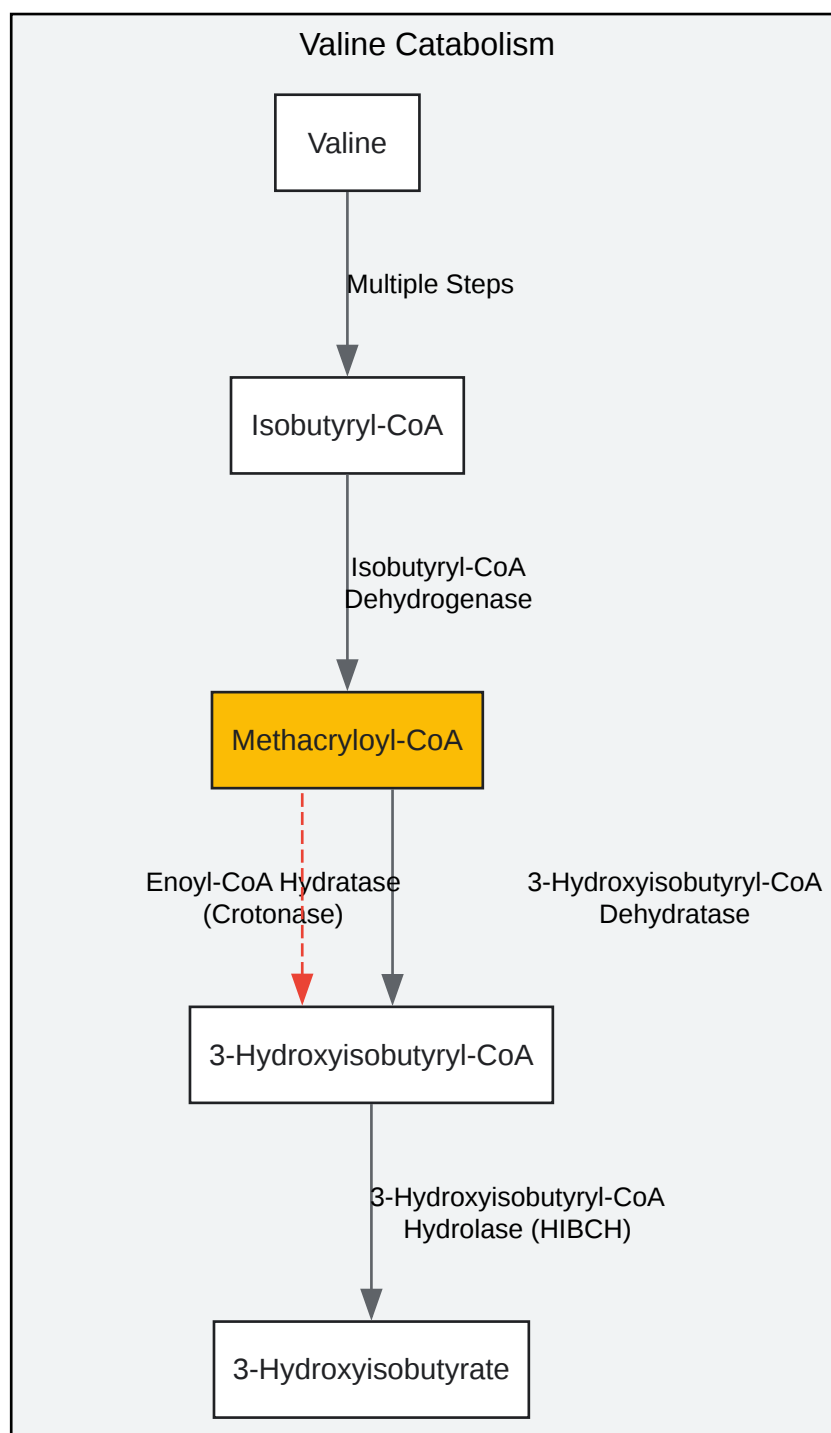 Valine Catabolism
Valine
Multiple Steps
Isobutyryl-CoA
Isobutyryl-CoA
Dehydrogenase
Methacryloyl-CoA
Enoyl-CoA Hydratase
(Crotonase)
3-Hydroxyisobutyryl-CoA
Dehydratase
3-Hydroxyisobutyryl-CoA
3-Hydroxyisobutyryl-CoA
Hydrolase (HIBCH)
3-Hydroxyisobutyrate